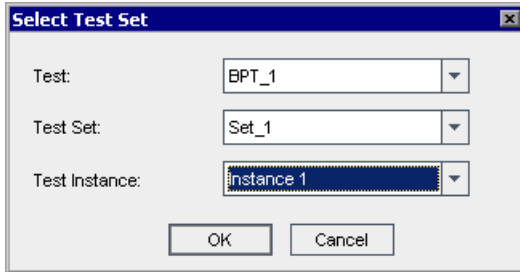 Select Test Set
Test: BPT_1
Test Set: Set_1
Test Instance: Instance 1
OK Cancel